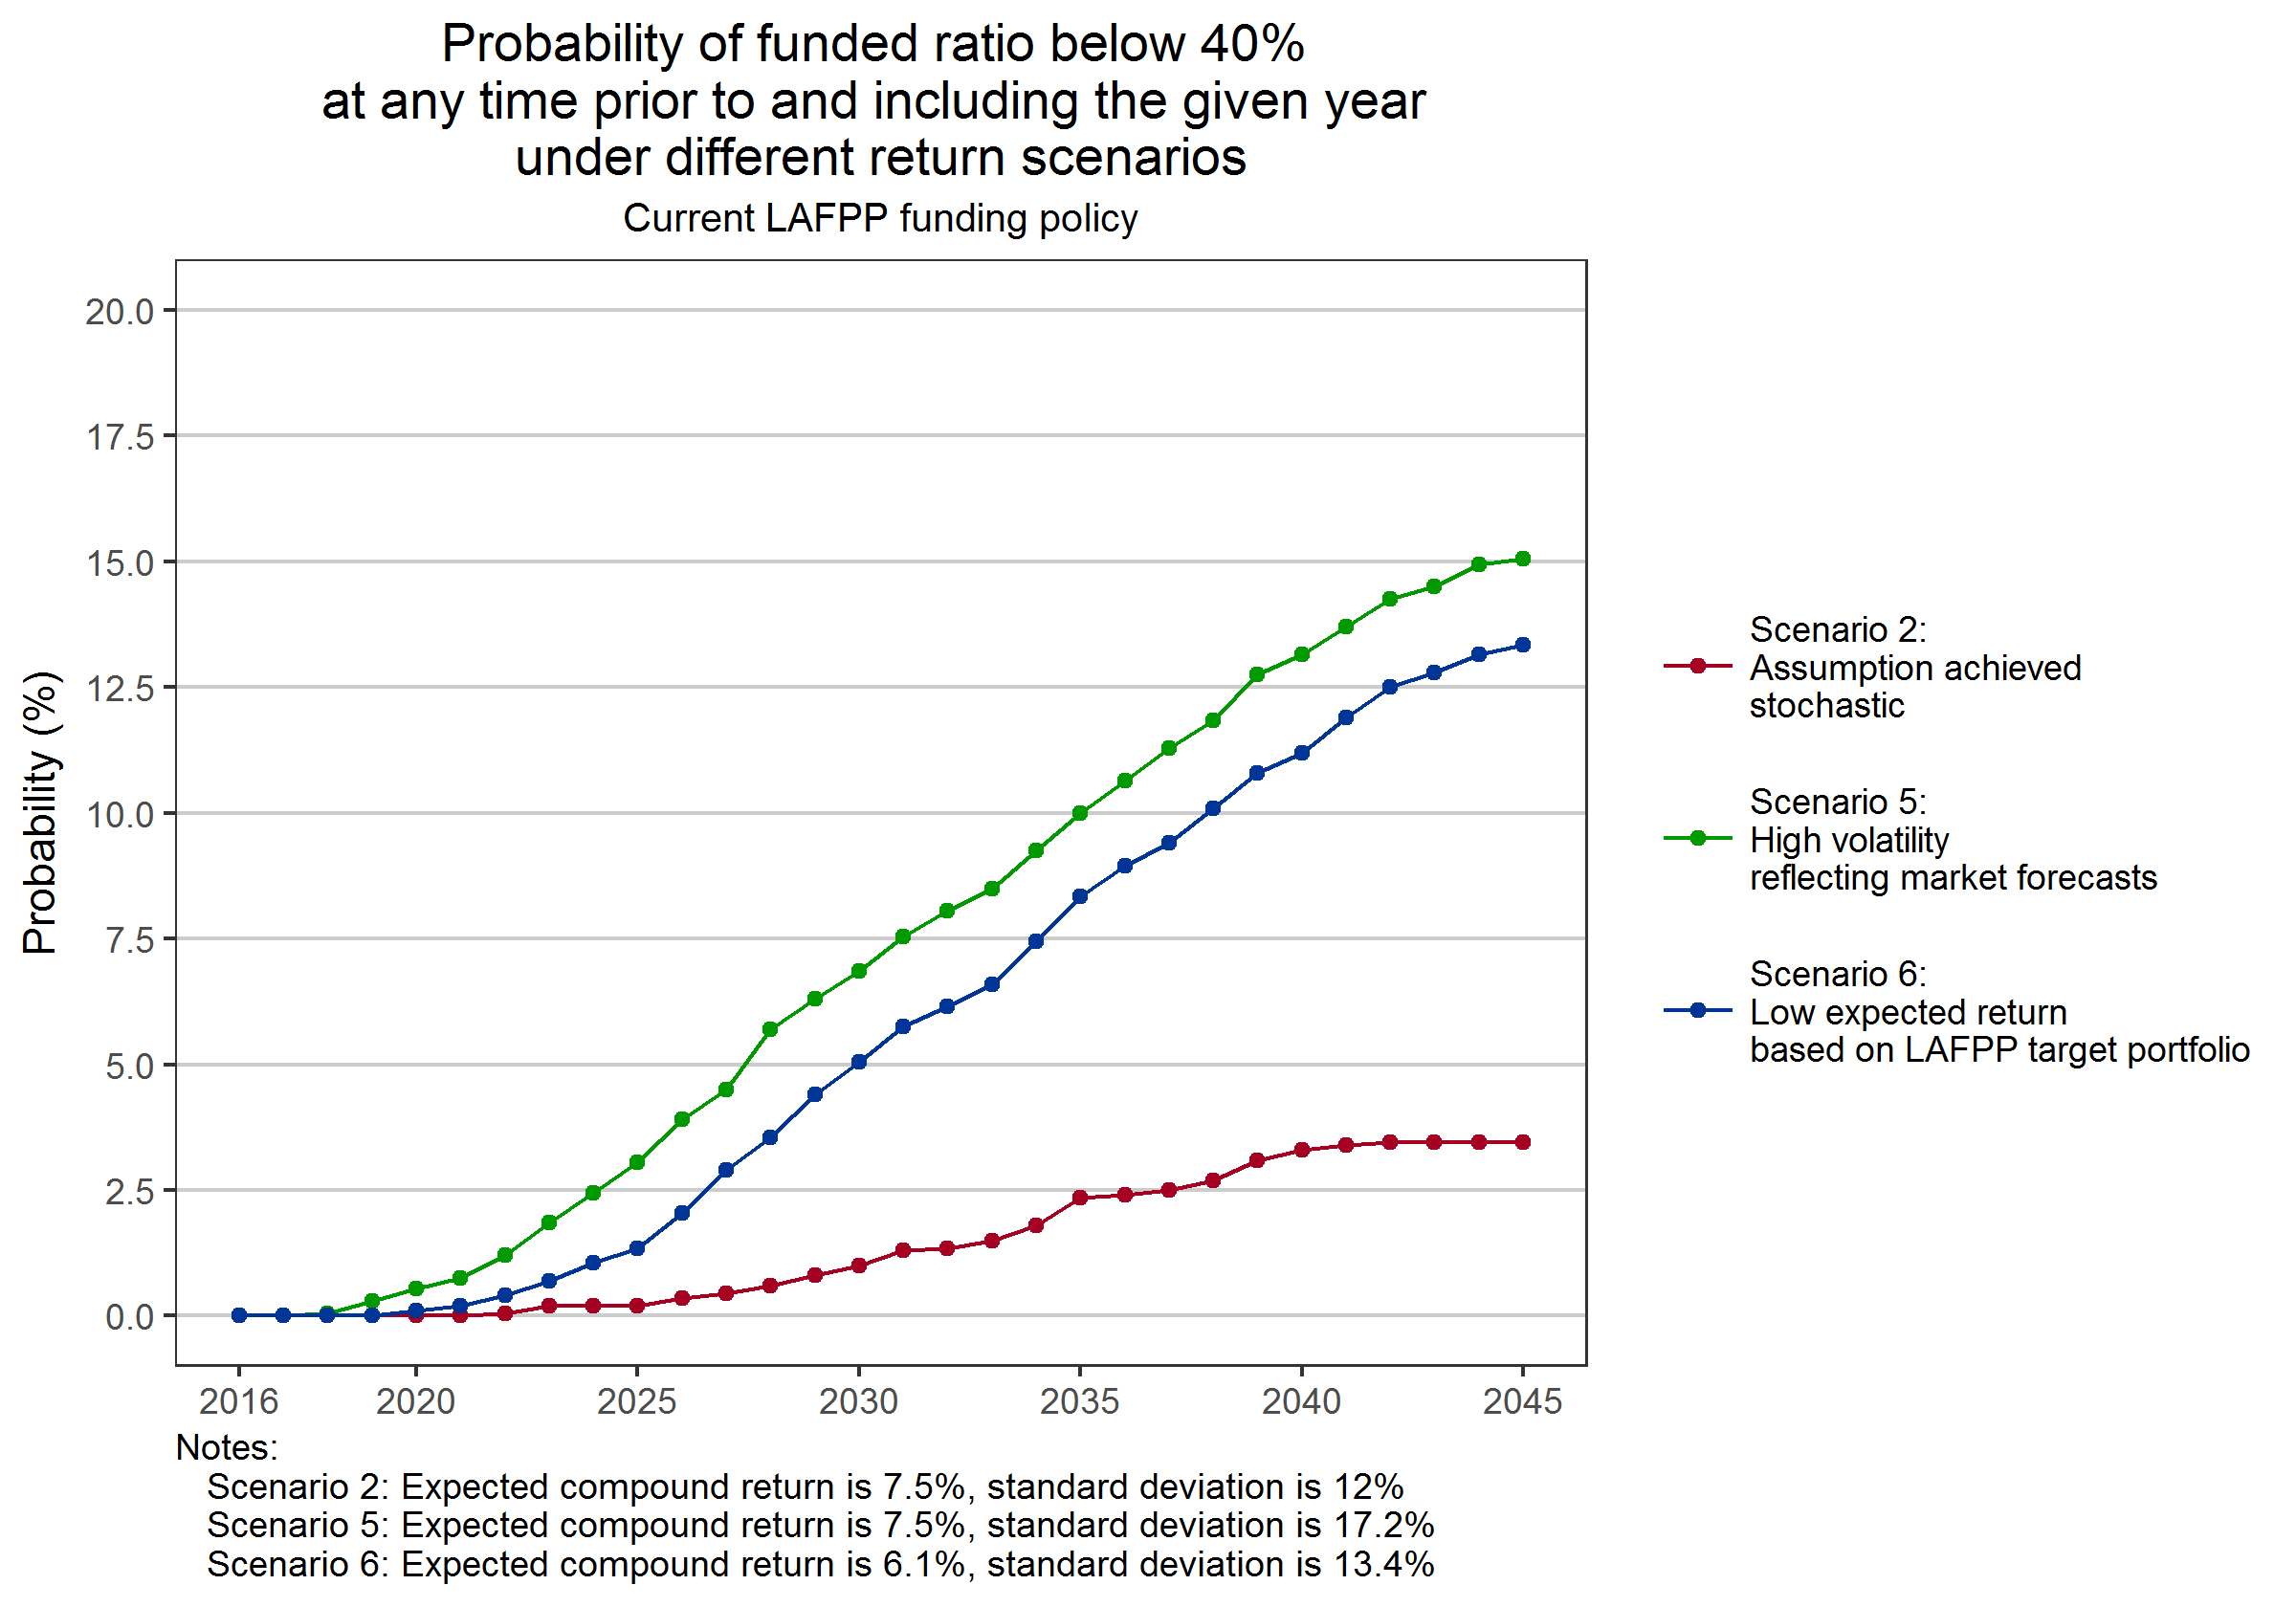 Probability of funded ratio below 40%
at any time prior to and including the given year
under different return scenarios
Current LAFPP funding policy
Probability (%)
20.0
17.5
15.0
12.5
10.0
7.5
5.0
2.5
0.0
2016 2020 2025 2030 2035 2040 2045
Scenario 2:
Assumption achieved
stochastic
Scenario 5:
High volatility
reflecting market forecasts
Scenario 6:
Low expected return
based on LAFPP target portfolio
Notes:
Scenario 2: Expected compound return is 7.5%, standard deviation is 12%
Scenario 5: Expected compound return is 7.5%, standard deviation is 17.2%
Scenario 6: Expected compound return is 6.1%, standard deviation is 13.4%